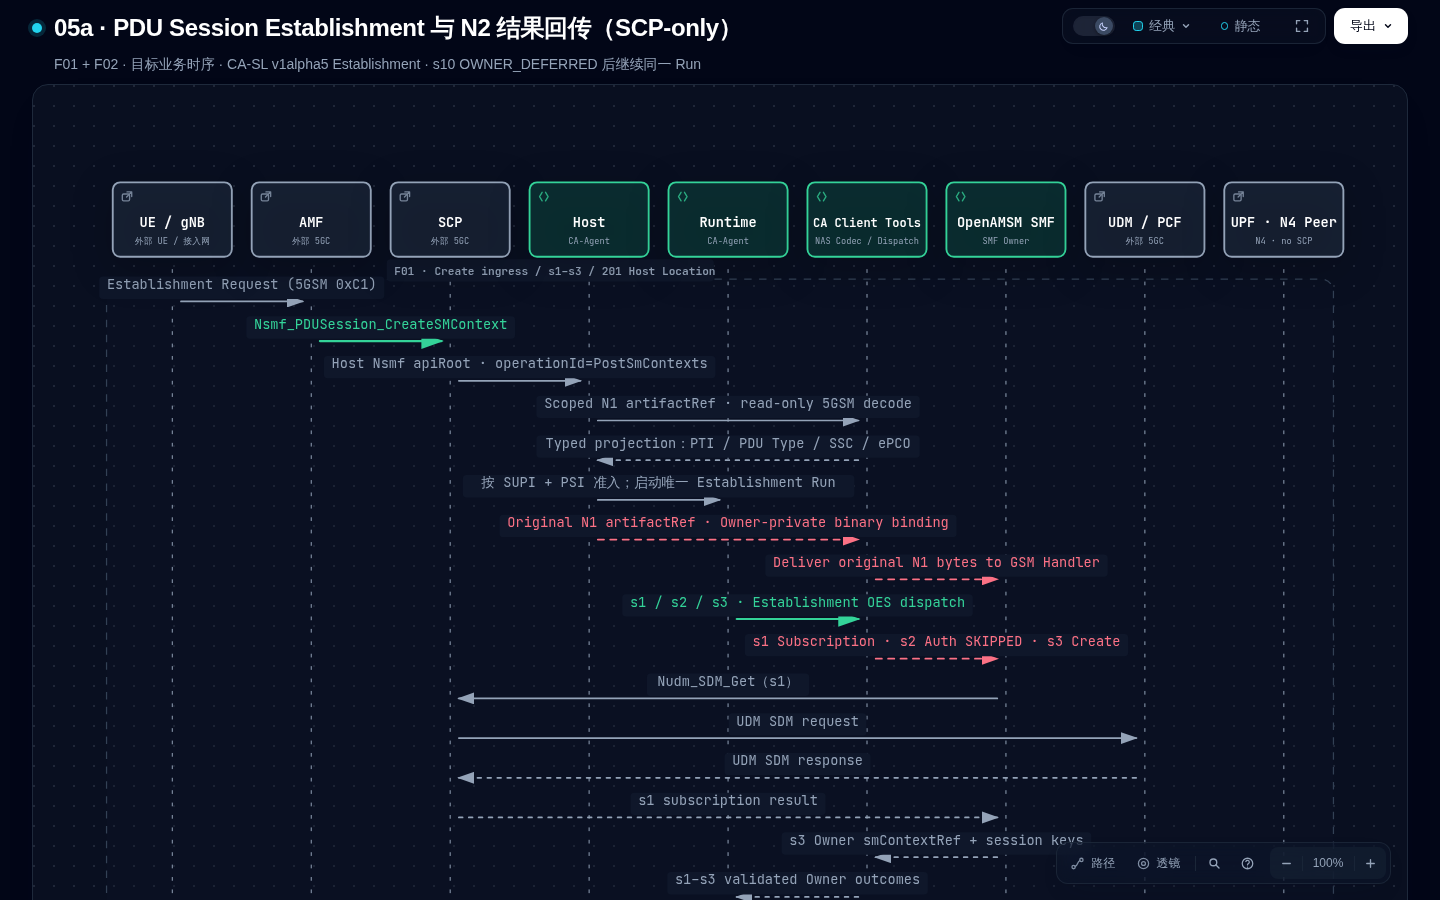 05a · PDU Session Establishment 与 N2 结果回传（SCP-only）
经典
静态
导出
F01 + F02 · 目标业务时序 · CA-SL v1alpha5 Establishment · s10 OWNER_DEFERRED 后继续同一 Run
UE / gNB
外部 UE / 接入网
AMF
外部 5GC
SCP
外部 5GC
Host
CA-Agent
Runtime
CA-Agent
CA Client Tools
NAS Codec / Dispatch
OpenAMSM SMF
SMF Owner
UDM / PCF
外部 5GC
UPF · N4 Peer
N4 · no SCP
F01 · Create ingress / s1-s3 / 201 Host Location
Establishment Request (5GSM 0xC1)
Nsmf_PDUSession_CreateSMContext
Host Nsmf apiRoot · operationId=PostSmContexts
Scoped N1 artifactRef · read-only 5GSM decode
Typed projection：PTI / PDU Type / SSC / ePCO
按 SUPI + PSI 准入；启动唯一 Establishment Run
Original N1 artifactRef · Owner-private binary binding
Deliver original N1 bytes to GSM Handler
s1 / s2 / s3 · Establishment OES dispatch
s1 Subscription · s2 Auth SKIPPED · s3 Create
Nudm_SDM_Get（s1）
UDM SDM request
UDM SDM response
s1 subscription result
s3 Owner smContextRef + session keys
s1-s3 validated Owner outcomes
路径
透镜
100%